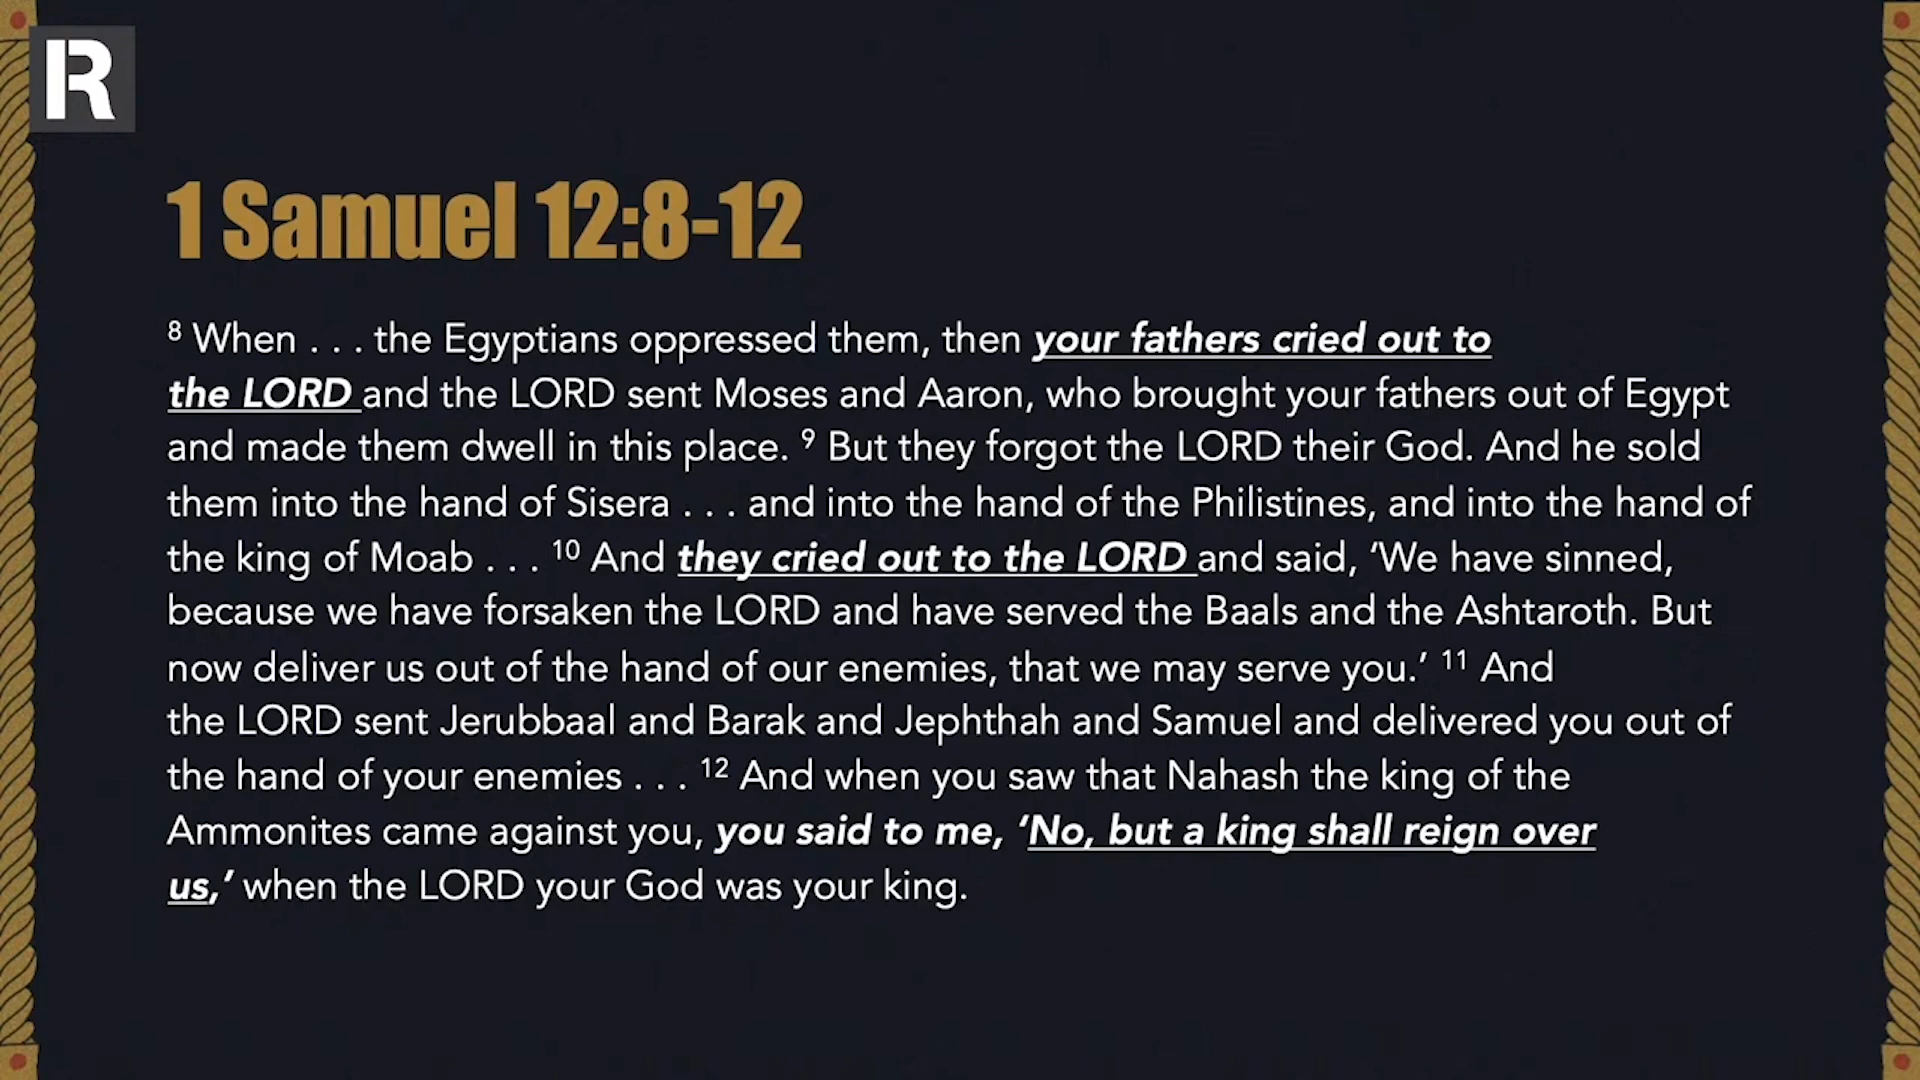 R
1 Samuel 12:8-12
8 When . . . the Egyptians oppressed them, then your fathers cried out to
the LORD and the LORD sent Moses and Aaron, who brought your fathers out of Egypt
and made them dwell in this place. 9 But they forgot the LORD their God. And he sold
them into the hand of Sisera . . . and into the hand of the Philistines, and into the hand of
the king of Moab . . . 10 And they cried out to the LORD and said, ‘We have sinned,
because we have forsaken the LORD and have served the Baals and the Ashtaroth. But
now deliver us out of the hand of our enemies, that we may serve you.’ 11 And
the LORD sent Jerubbaal and Barak and Jephthah and Samuel and delivered you out of
the hand of your enemies . . . 12 And when you saw that Nahash the king of the
Ammonites came against you, you said to me, ‘No, but a king shall reign over
us,’ when the LORD your God was your king.